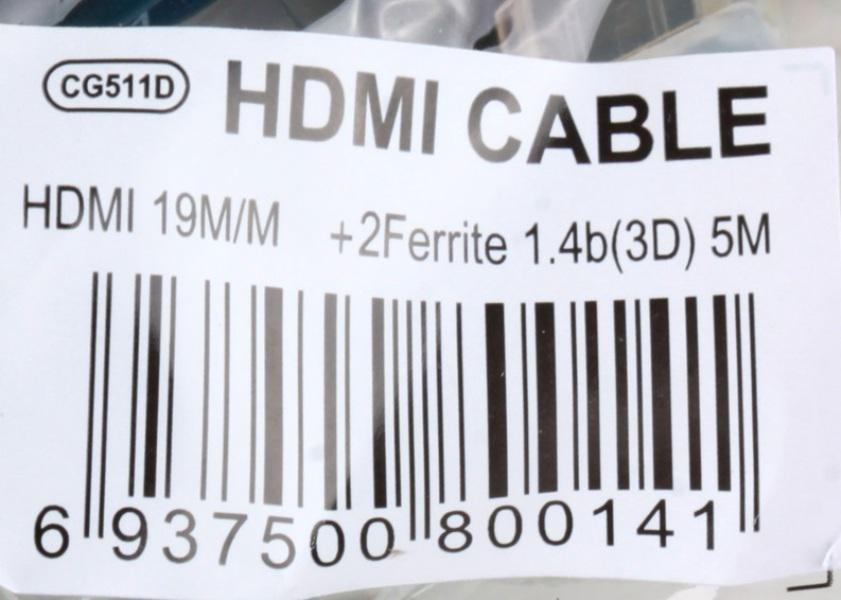 CG511D HDMI CABLE
HDMI 19M/M +2Ferrite 1.4b(3D) 5M
6 937500 800141